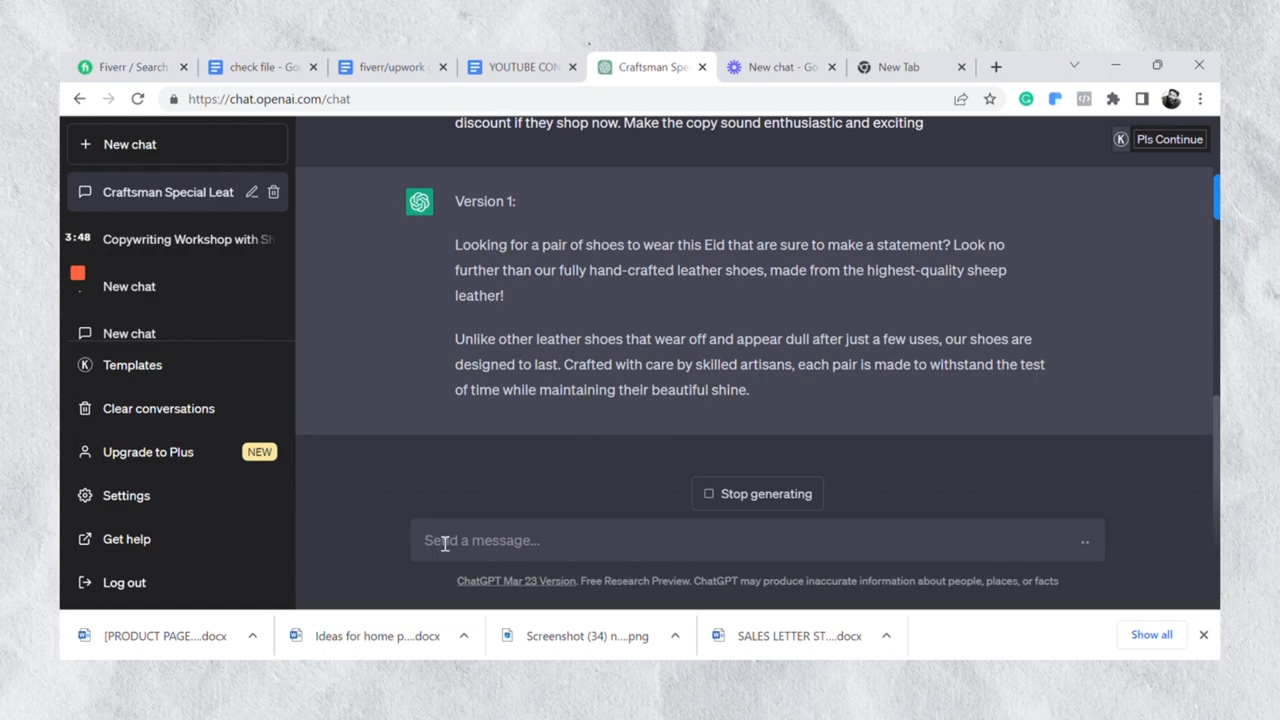 Fiverr / Search
check file - Goo
fiverr/upwork
YOUTUBE CON
Craftsman Spe
New chat - Go
New Tab
https://chat.openai.com/chat
New chat
discount if they shop now. Make the copy sound enthusiastic and exciting
K Pls Continue
Craftsman Special Leat
Version 1:
3:48 Copywriting Workshop with Sh
Looking for a pair of shoes to wear this Eid that are sure to make a statement? Look no
further than our fully hand-crafted leather shoes, made from the highest-quality sheep
leather!
New chat
New chat
Unlike other leather shoes that wear off and appear dull after just a few uses, our shoes are
designed to last. Crafted with care by skilled artisans, each pair is made to withstand the test
of time while maintaining their beautiful shine.
K Templates
Clear conversations
Upgrade to Plus NEW
Settings
Get help
Log out
Stop generating
Send a message...
ChatGPT Mar 23 Version. Free Research Preview. ChatGPT may produce inaccurate information about people, places, or facts
[PRODUCT PAGE....docx
Ideas for home p....docx
Screenshot (34) n....png
SALES LETTER ST....docx
Show all